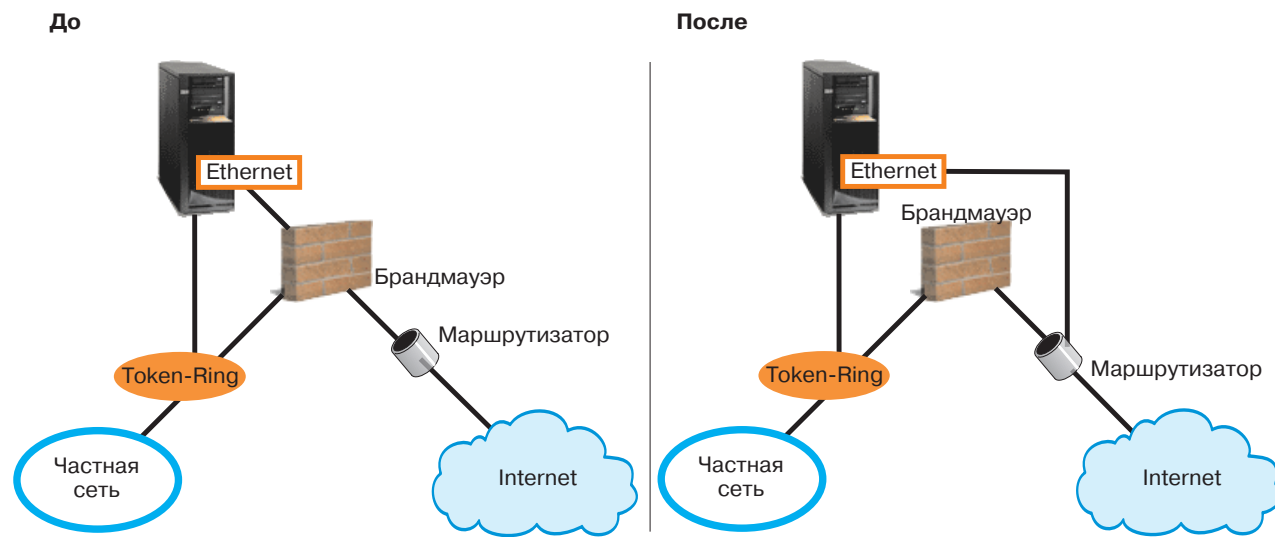 До
Ethernet
Брандмауэр
Маршрутизатор
Token-Ring
Частная
сеть
Internet
После
Ethernet
Брандмауэр
Маршрутизатор
Token-Ring
Частная
сеть
Internet